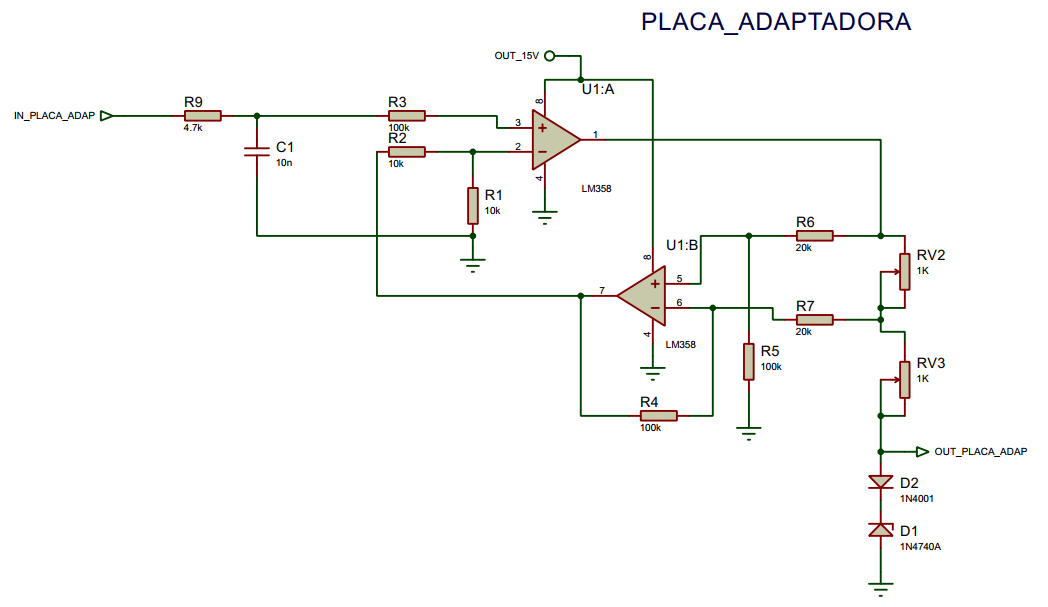 PLACA_ADAPTADORA
OUT_15V
U1:A
8
IN_PLACA_ADAP
R9
4.7k
R3
100k
3
1
2
4
LM358
C1
10n
R2
10k
R1
10k
R6
20k
U1:B
8
5
6
7
4
LM358
RV2
1K
R7
20k
R5
100k
RV3
1K
R4
100k
OUT_PLACA_ADAP
D2
1N4001
D1
1N4740A